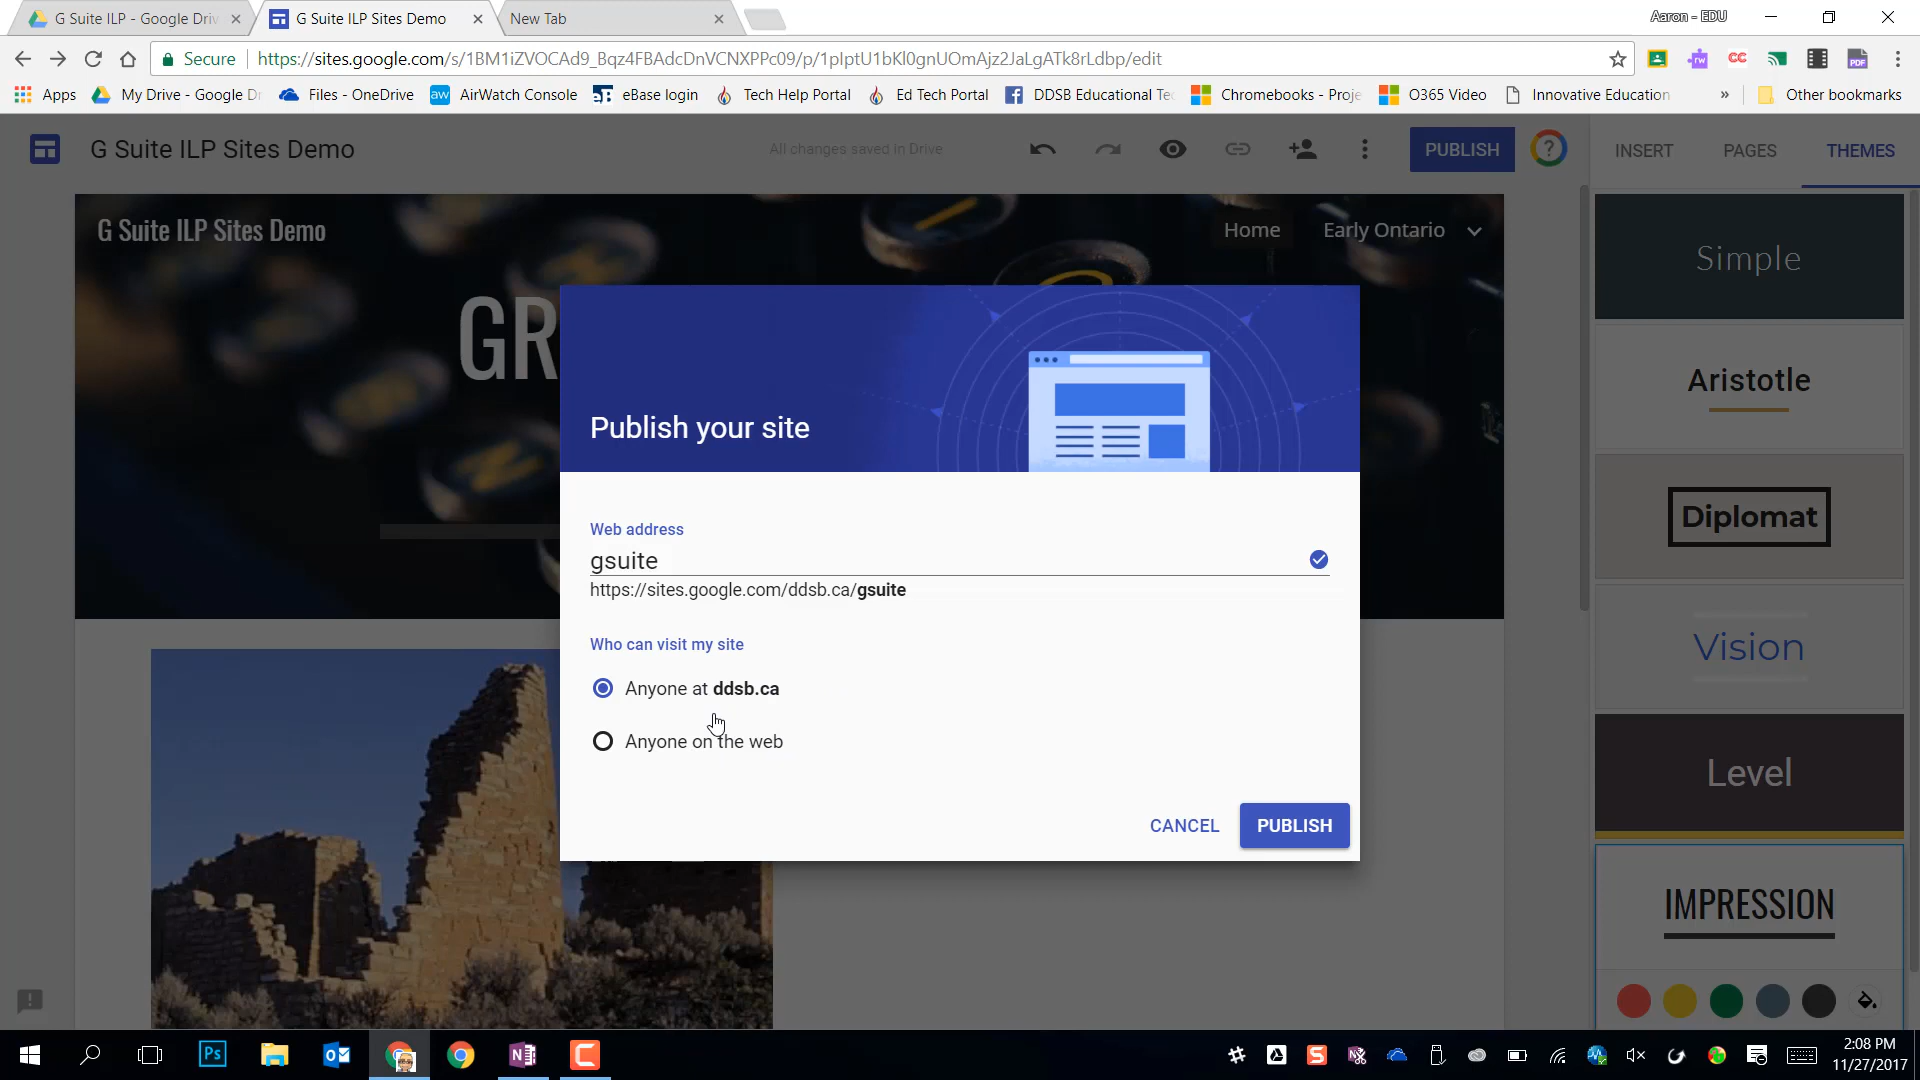 G Suite ILP - Google Driv
G Suite ILP Sites Demo
New Tab
Aaron - EDU
Secure
https://sites.google.com/s/1BM1iZVOCAd9_Bqz4FBAdcDnVCNXPPc09/p/1pIptU1bKl0gnUOmAjz2JaLgATk8rLdbp/edit
Apps
My Drive - Google D
Files - OneDrive
aw
AirWatch Console
eBase login
Tech Help Portal
Ed Tech Portal
DDSB Educational Te
Chromebooks - Proje
O365 Video
Innovative Education
»
Other bookmarks
G Suite ILP Sites Demo
All changes saved in Drive
PUBLISH
?
INSERT
PAGES
THEMES
G Suite ILP Sites Demo
Home
Early Ontario
GR
Simple
Aristotle
Diplomat
Vision
Level
IMPRESSION
Publish your site
Web address
gsuite
https://sites.google.com/ddsb.ca/gsuite
Who can visit my site
Anyone at ddsb.ca
Anyone on the web
CANCEL
PUBLISH
2:08 PM
11/27/2017